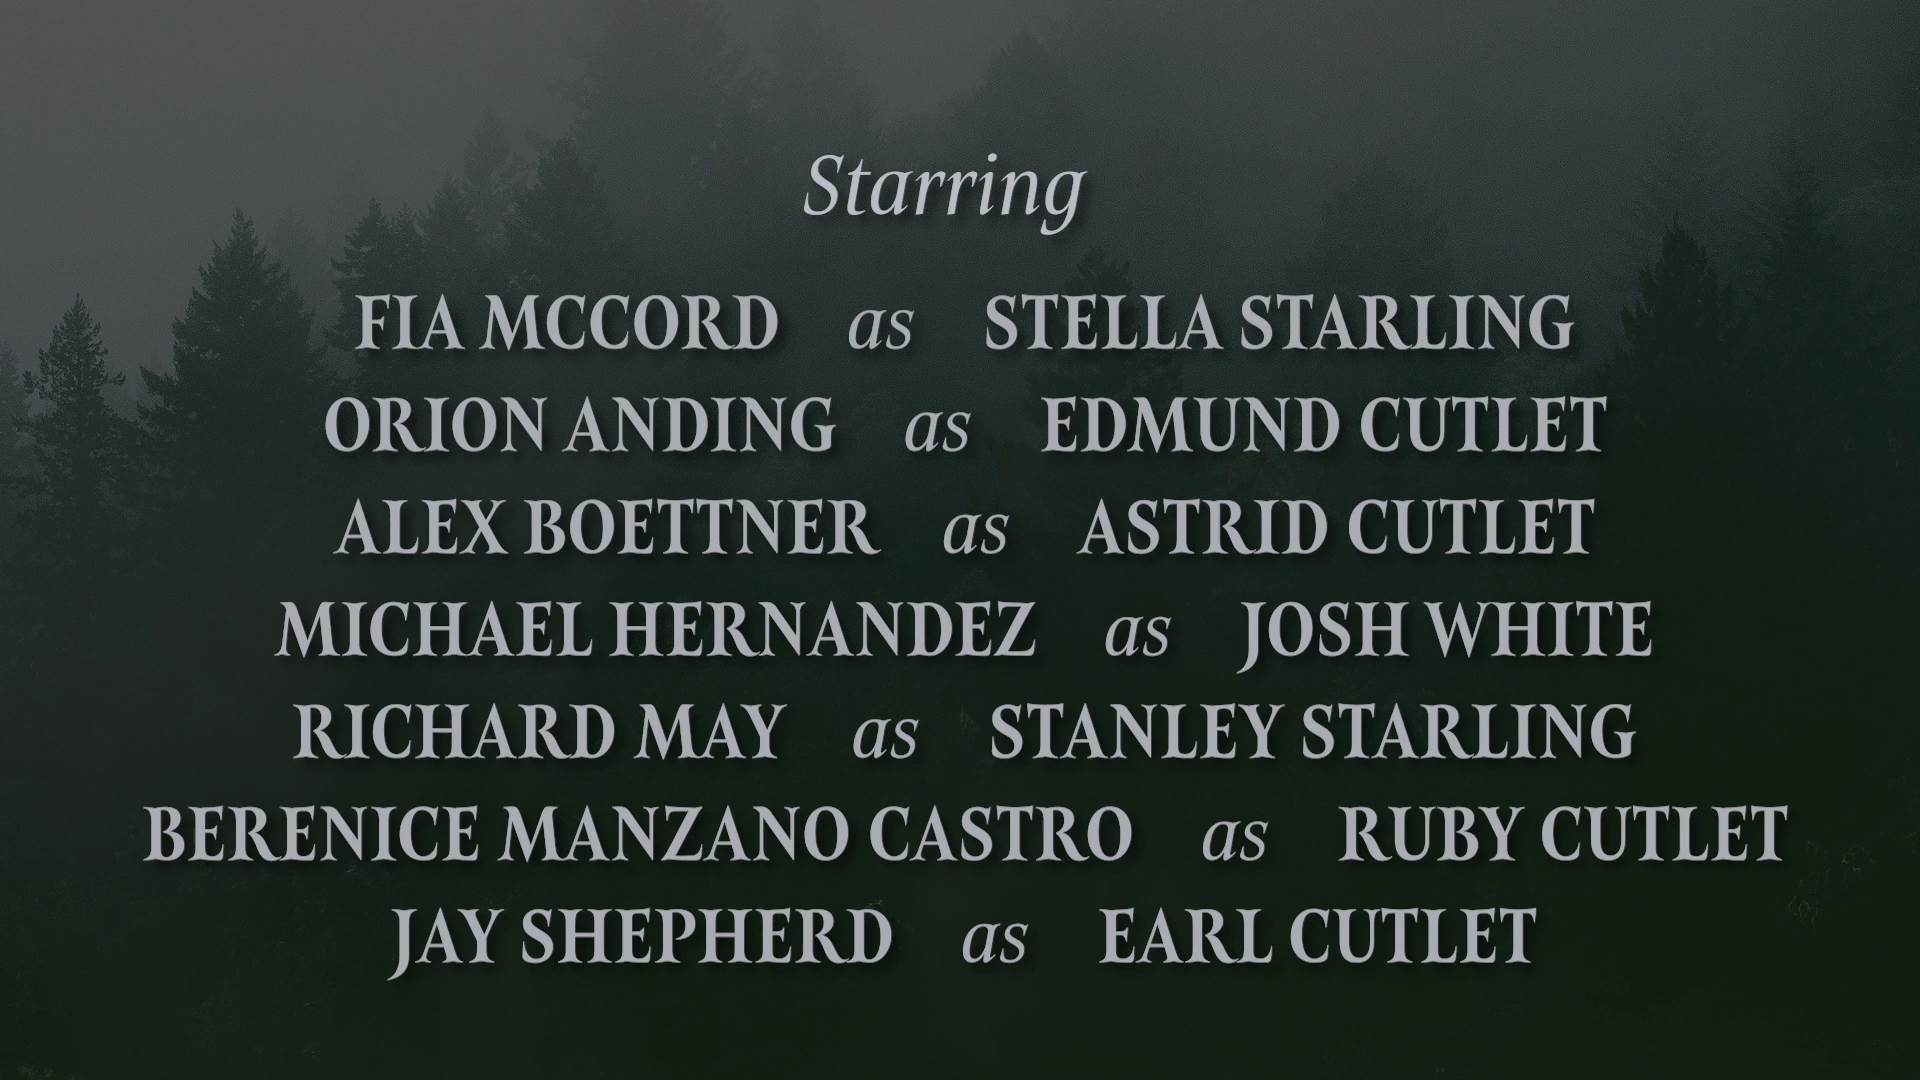 Starring
FIA MCCORD as STELLA STARLING
ORION ANDING as EDMUND CUTLET
ALEX BOETTNER as ASTRID CUTLET
MICHAEL HERNANDEZ as JOSH WHITE
RICHARD MAY as STANLEY STARLING
BERENICE MANZANO CASTRO as RUBY CUTLET
JAY SHEPHERD as EARL CUTLET